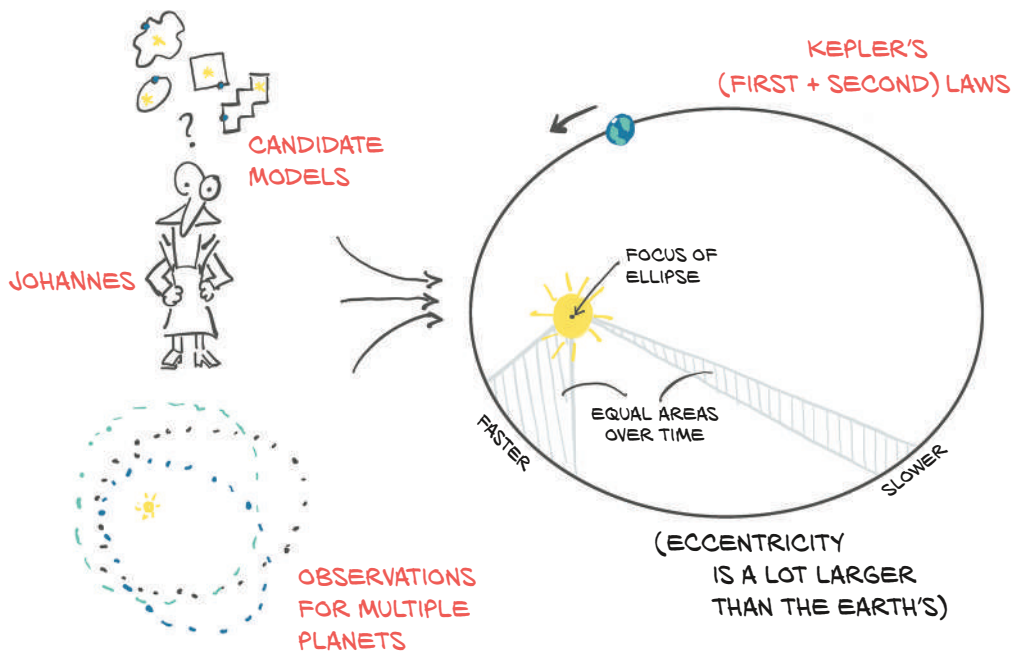 KEPLER'S
(FIRST + SECOND) LAWS
?
CANDIDATE
MODELS
JOHANNES
FOCUS OF
ELLIPSE
EQUAL AREAS
OVER TIME
FASTER
SLOWER
(ECCENTRICITY
IS A LOT LARGER
THAN THE EARTH'S)
OBSERVATIONS
FOR MULTIPLE
PLANETS